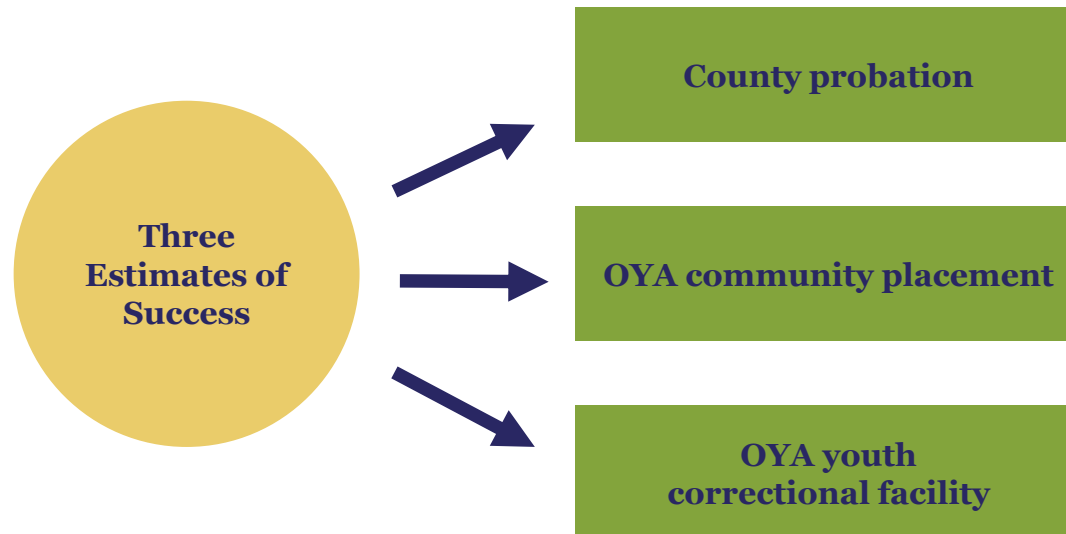 County probation
Three
Estimates of
Success
OYA community placement
OYA youth
correctional facility